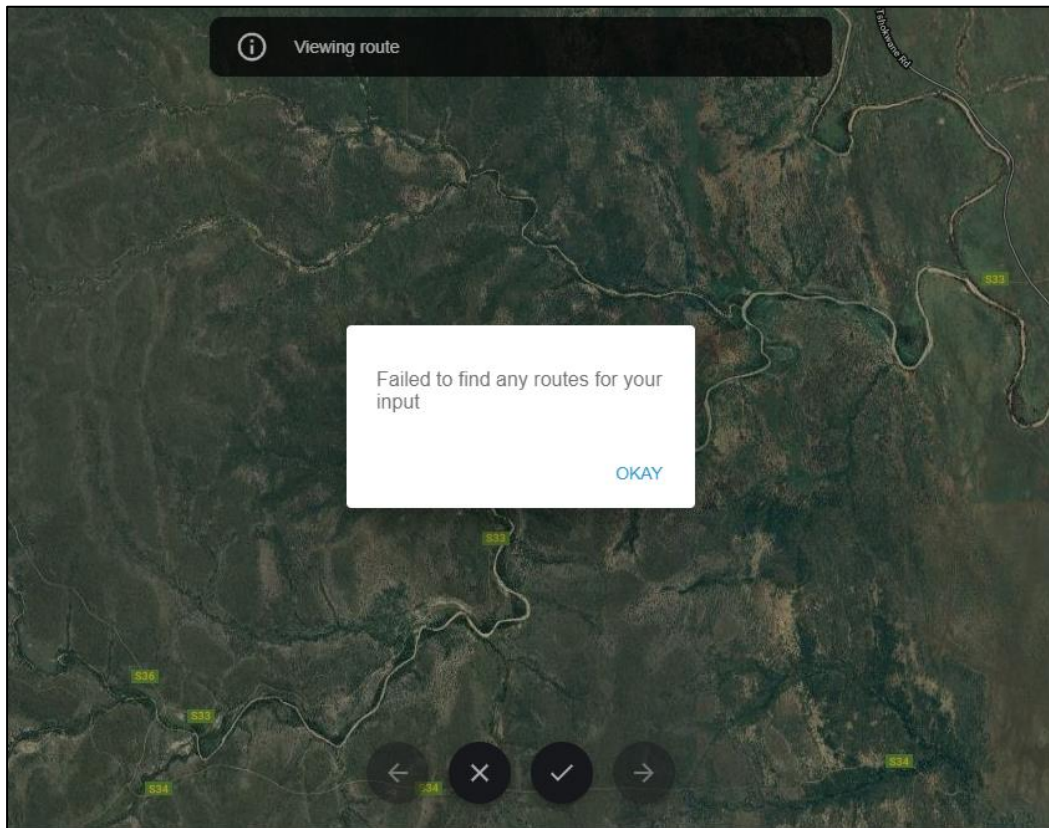 Viewing route
Tshokwane Rd
S33
Failed to find any routes for your
input
OKAY
S33
S36
S33
S34
S34
S34